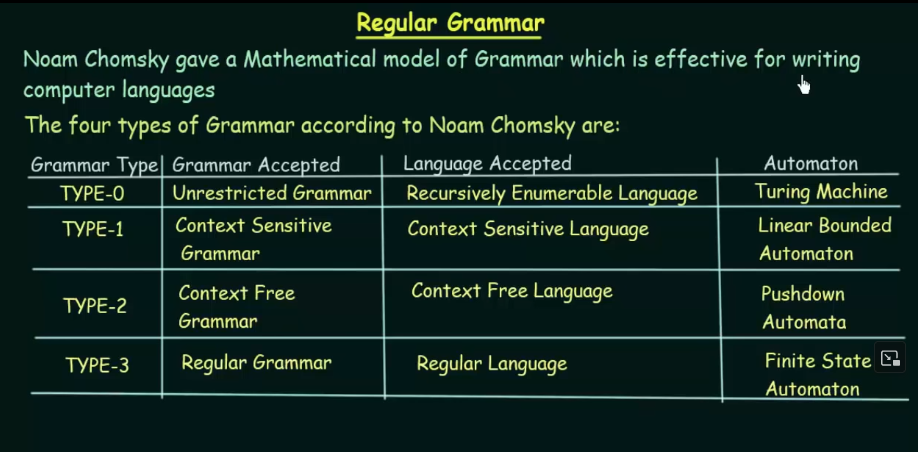 Regular Grammar
Noam Chomsky gave a Mathematical model of Grammar which is effective for writing
computer languages
The four types of Grammar according to Noam Chomsky are:
Grammar Type Grammar Accepted Language Accepted Automaton
TYPE-0 Unrestricted Grammar Recursively Enumerable Language Turing Machine
TYPE-1 Context Sensitive Context Sensitive Language Linear Bounded
Grammar Automaton
TYPE-2 Context Free Context Free Language Pushdown
Grammar Automata
TYPE-3 Regular Grammar Regular Language Finite State
Automaton